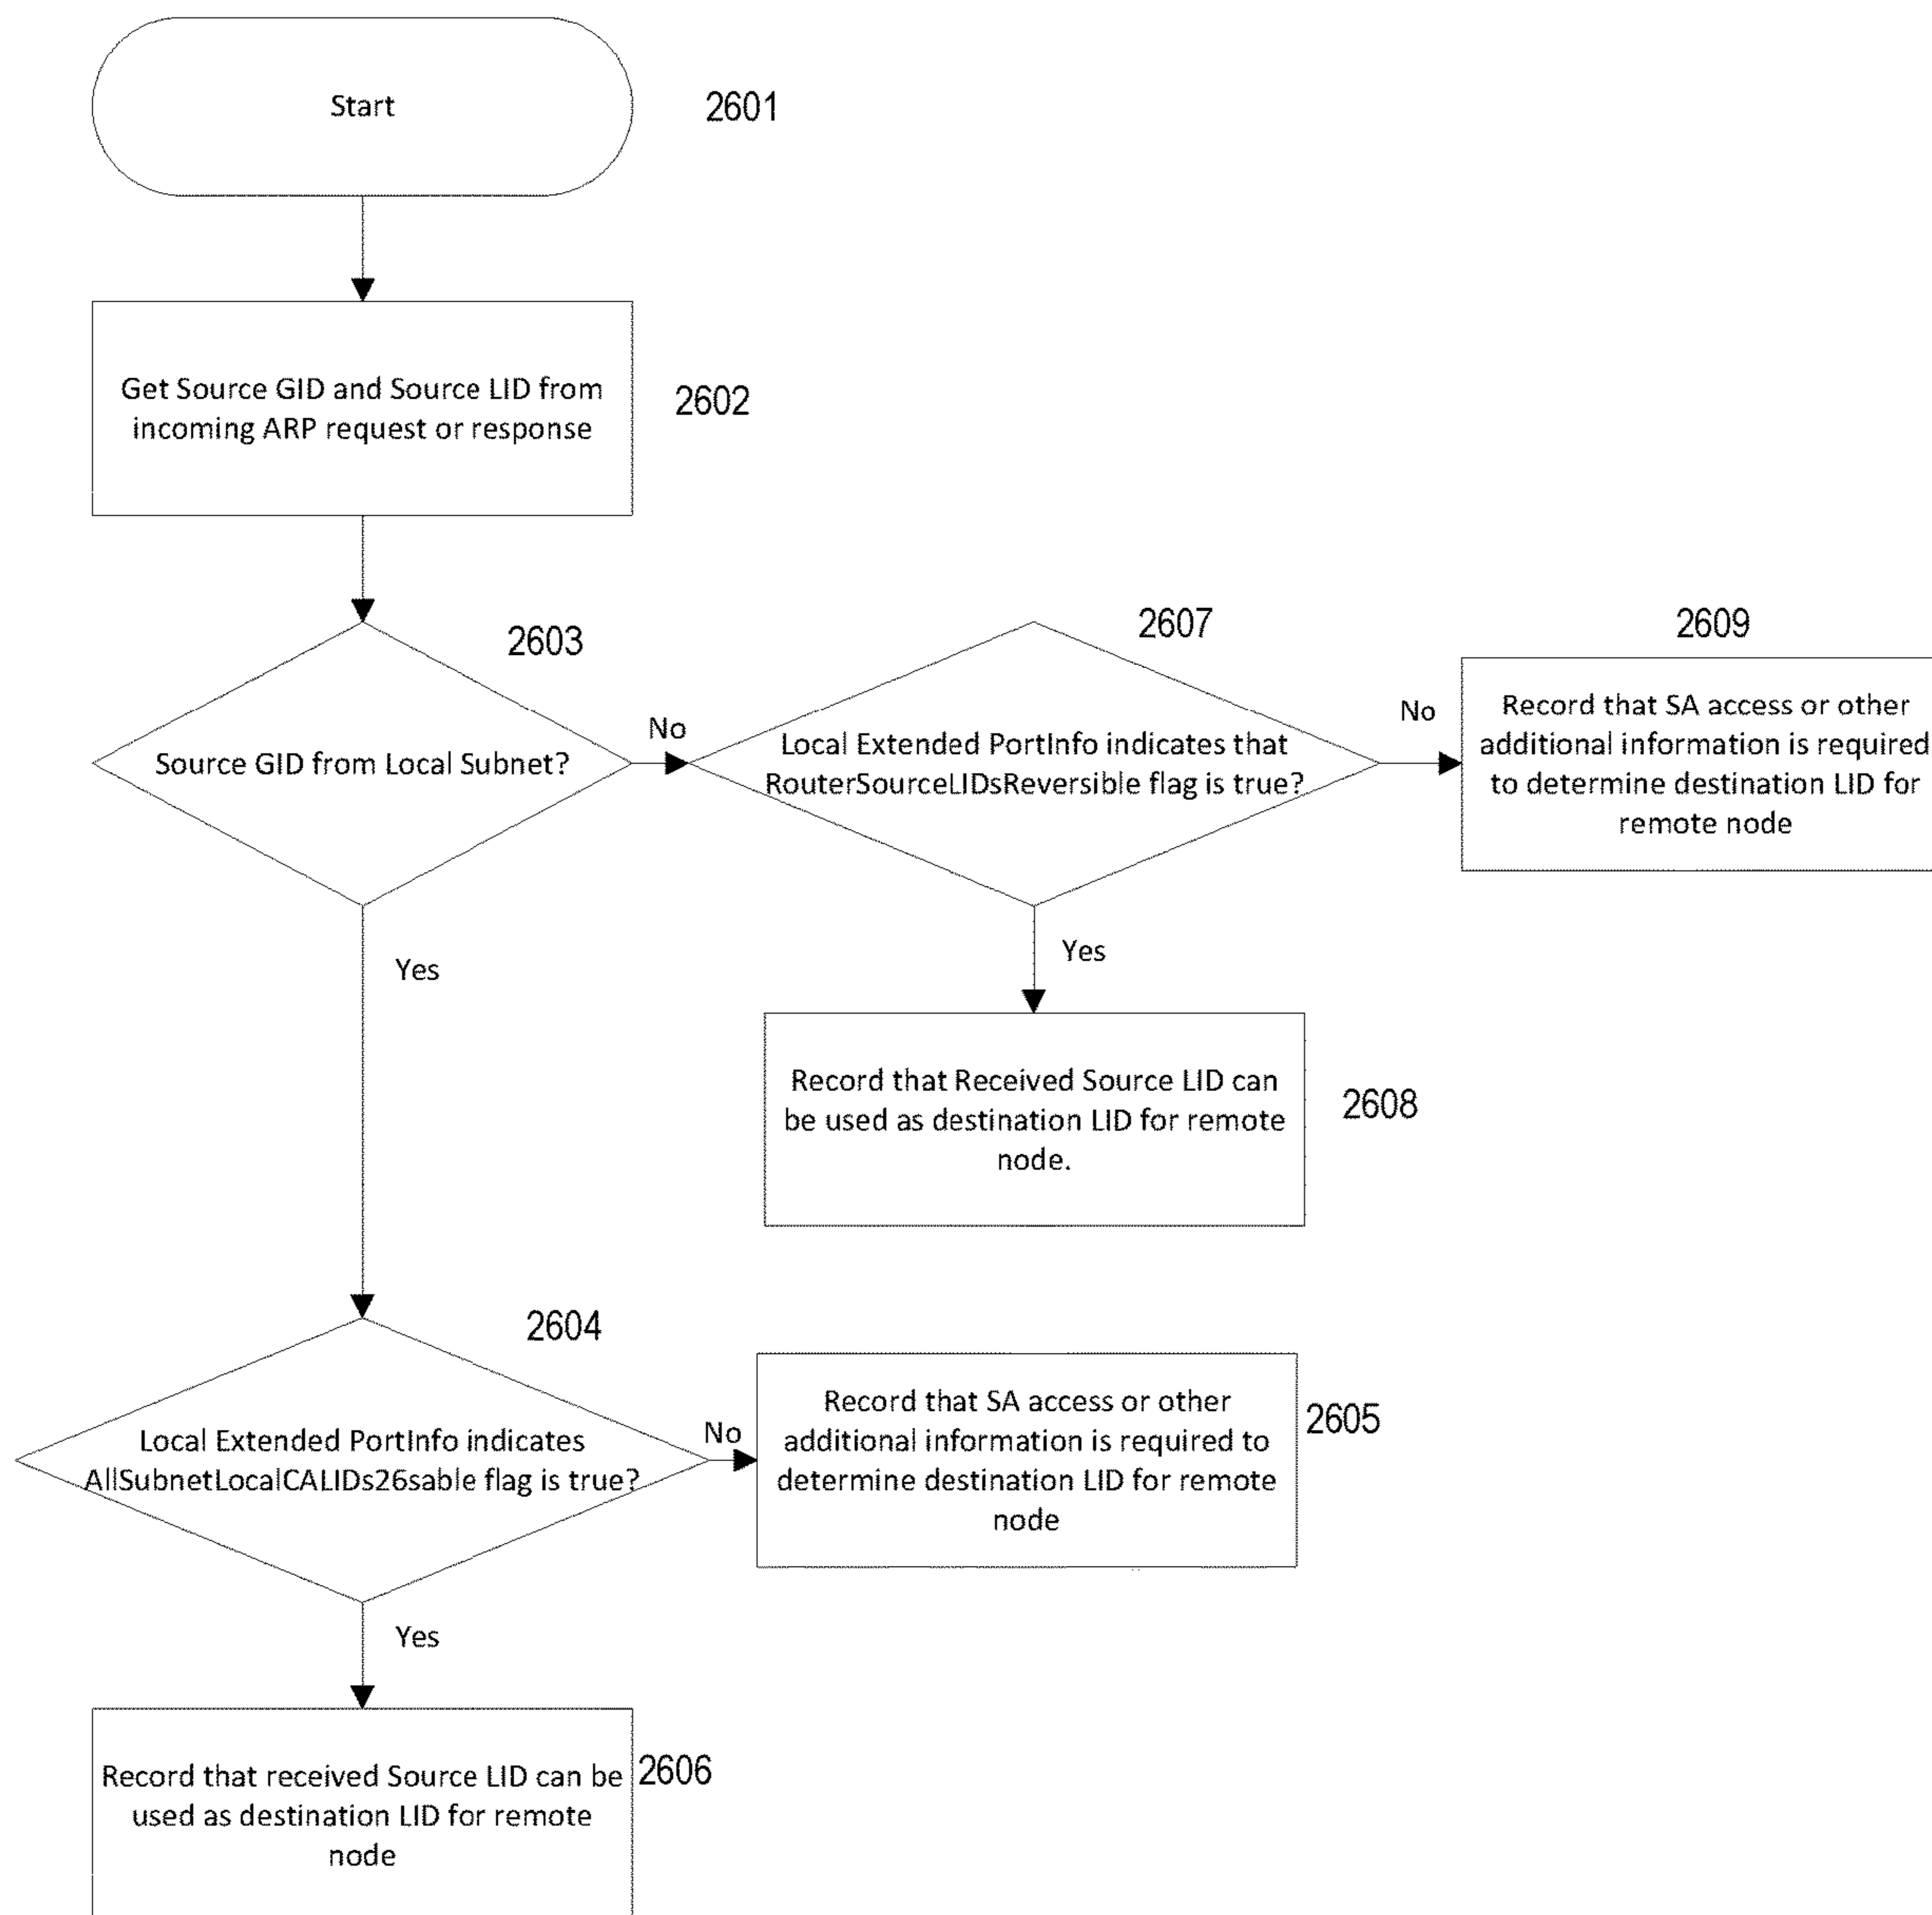 Start
2601
Get Source GID and Source LID from
incoming ARP request or response
2602
2603
Source GID from Local Subnet?
No
2607
Local Extended PortInfo indicates that
RouterSourceLIDsReversible flag is true?
No
2609
Record that SA access or other
additional information is required
to determine destination LID for
remote node
Yes
Yes
Record that Received Source LID can
be used as destination LID for remote
node.
2608
2604
Local Extended PortInfo indicates
AllSubnetLocalCALIDs26sable flag is true?
No
Record that SA access or other
additional information is required to
determine destination LID for remote
node
2605
Yes
Record that received Source LID can be
used as destination LID for remote
node
2606